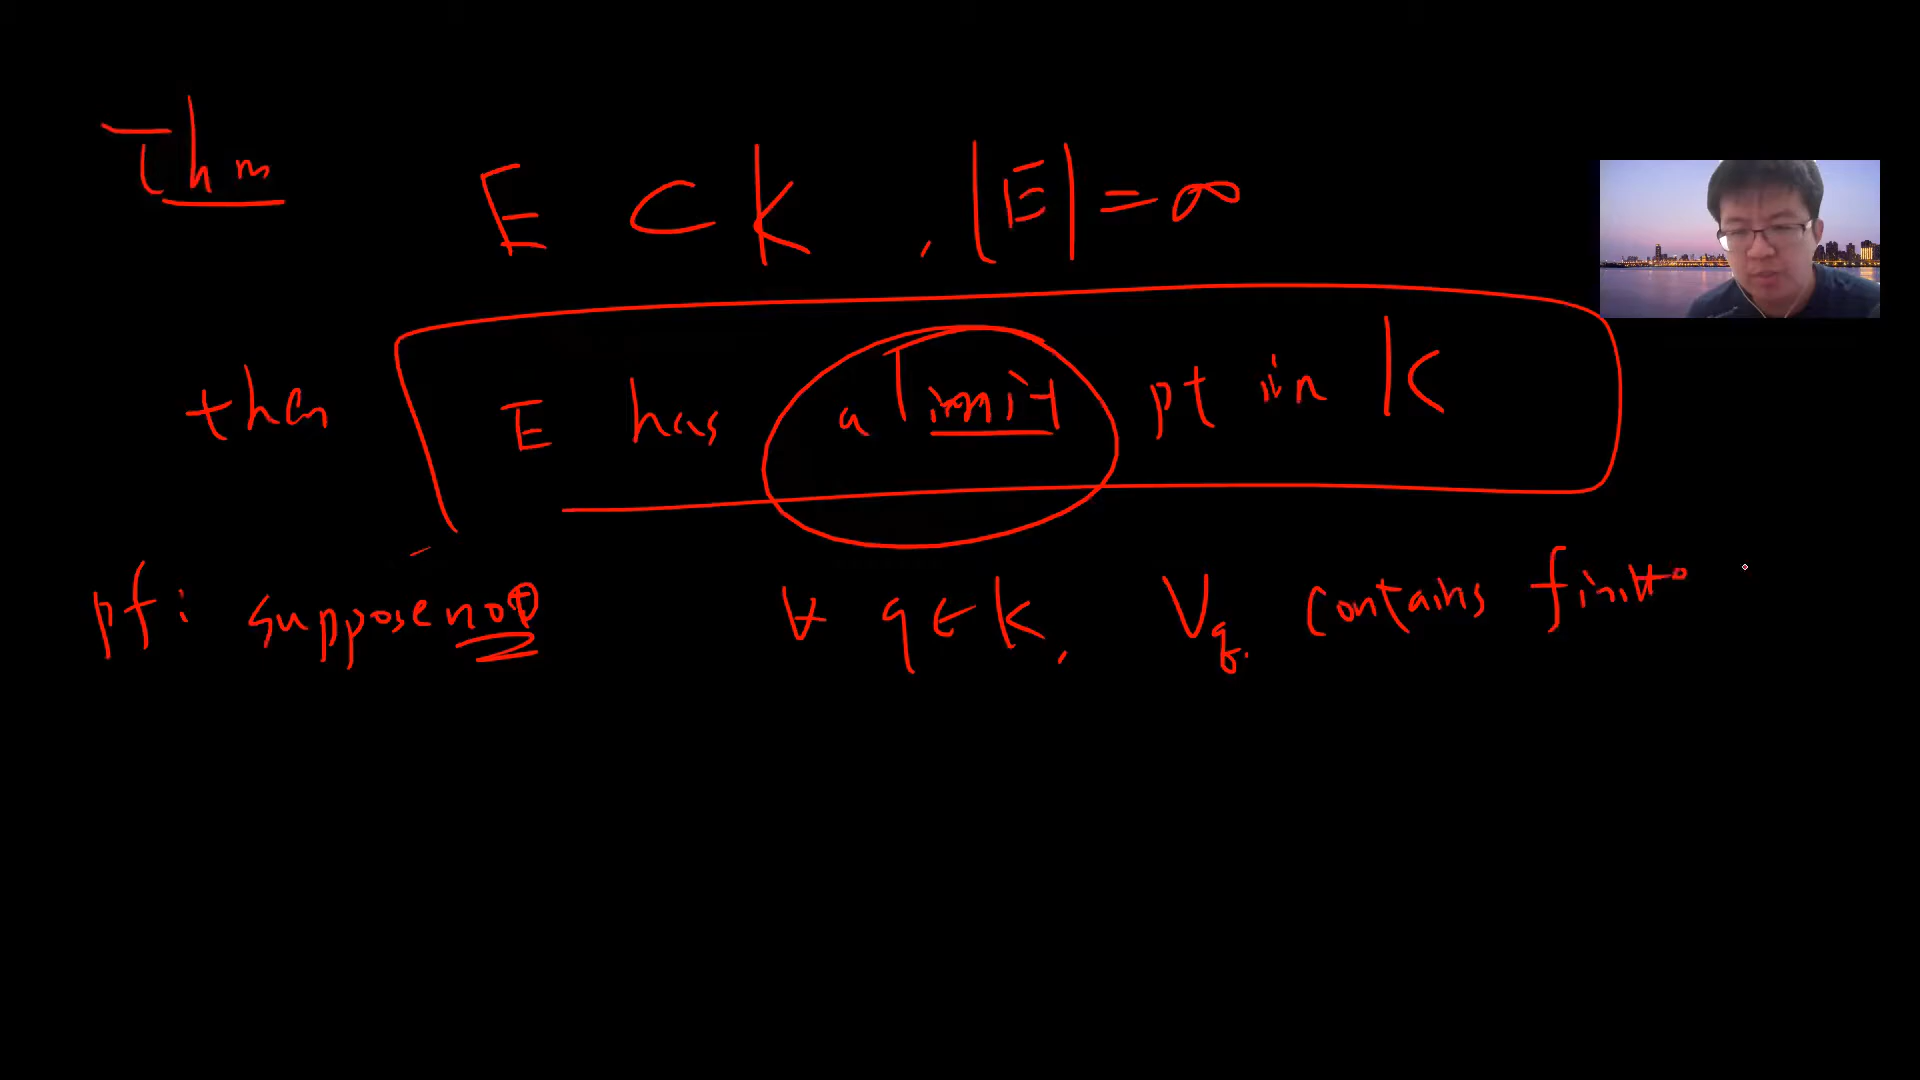 Thm
E ⊂ K , |E| = ∞
then E has a limit pt in K
pf: suppose not ∀ q ∈ K, V_q. contains finite